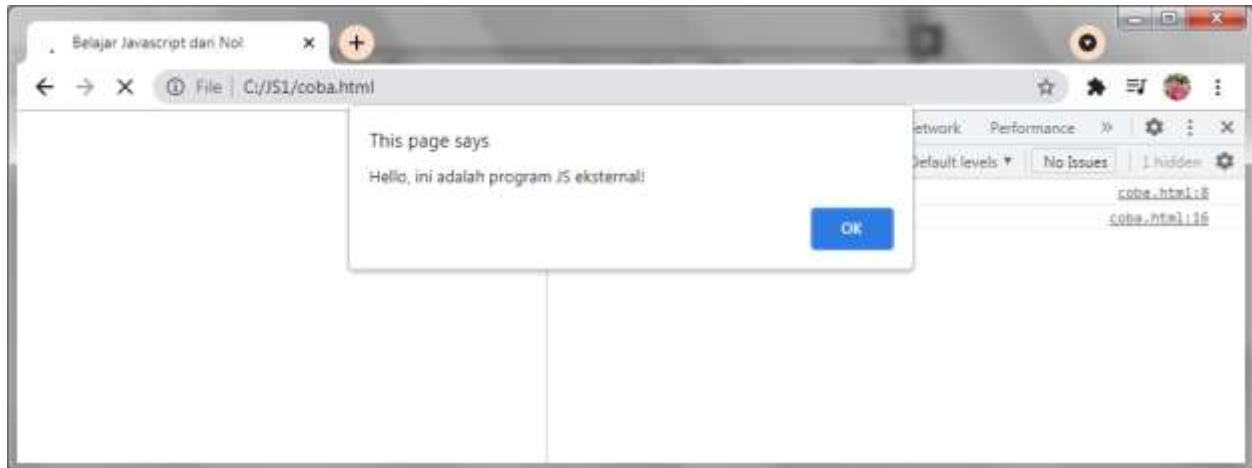 Belajar Javascript dari Nol!
File | C:/JS1/coba.html
This page says
Hello, ini adalah program JS eksternal!
OK
etwork Performance »
Default levels ▼ No Issues 1 hidden
coba.html:8
coba.html:16